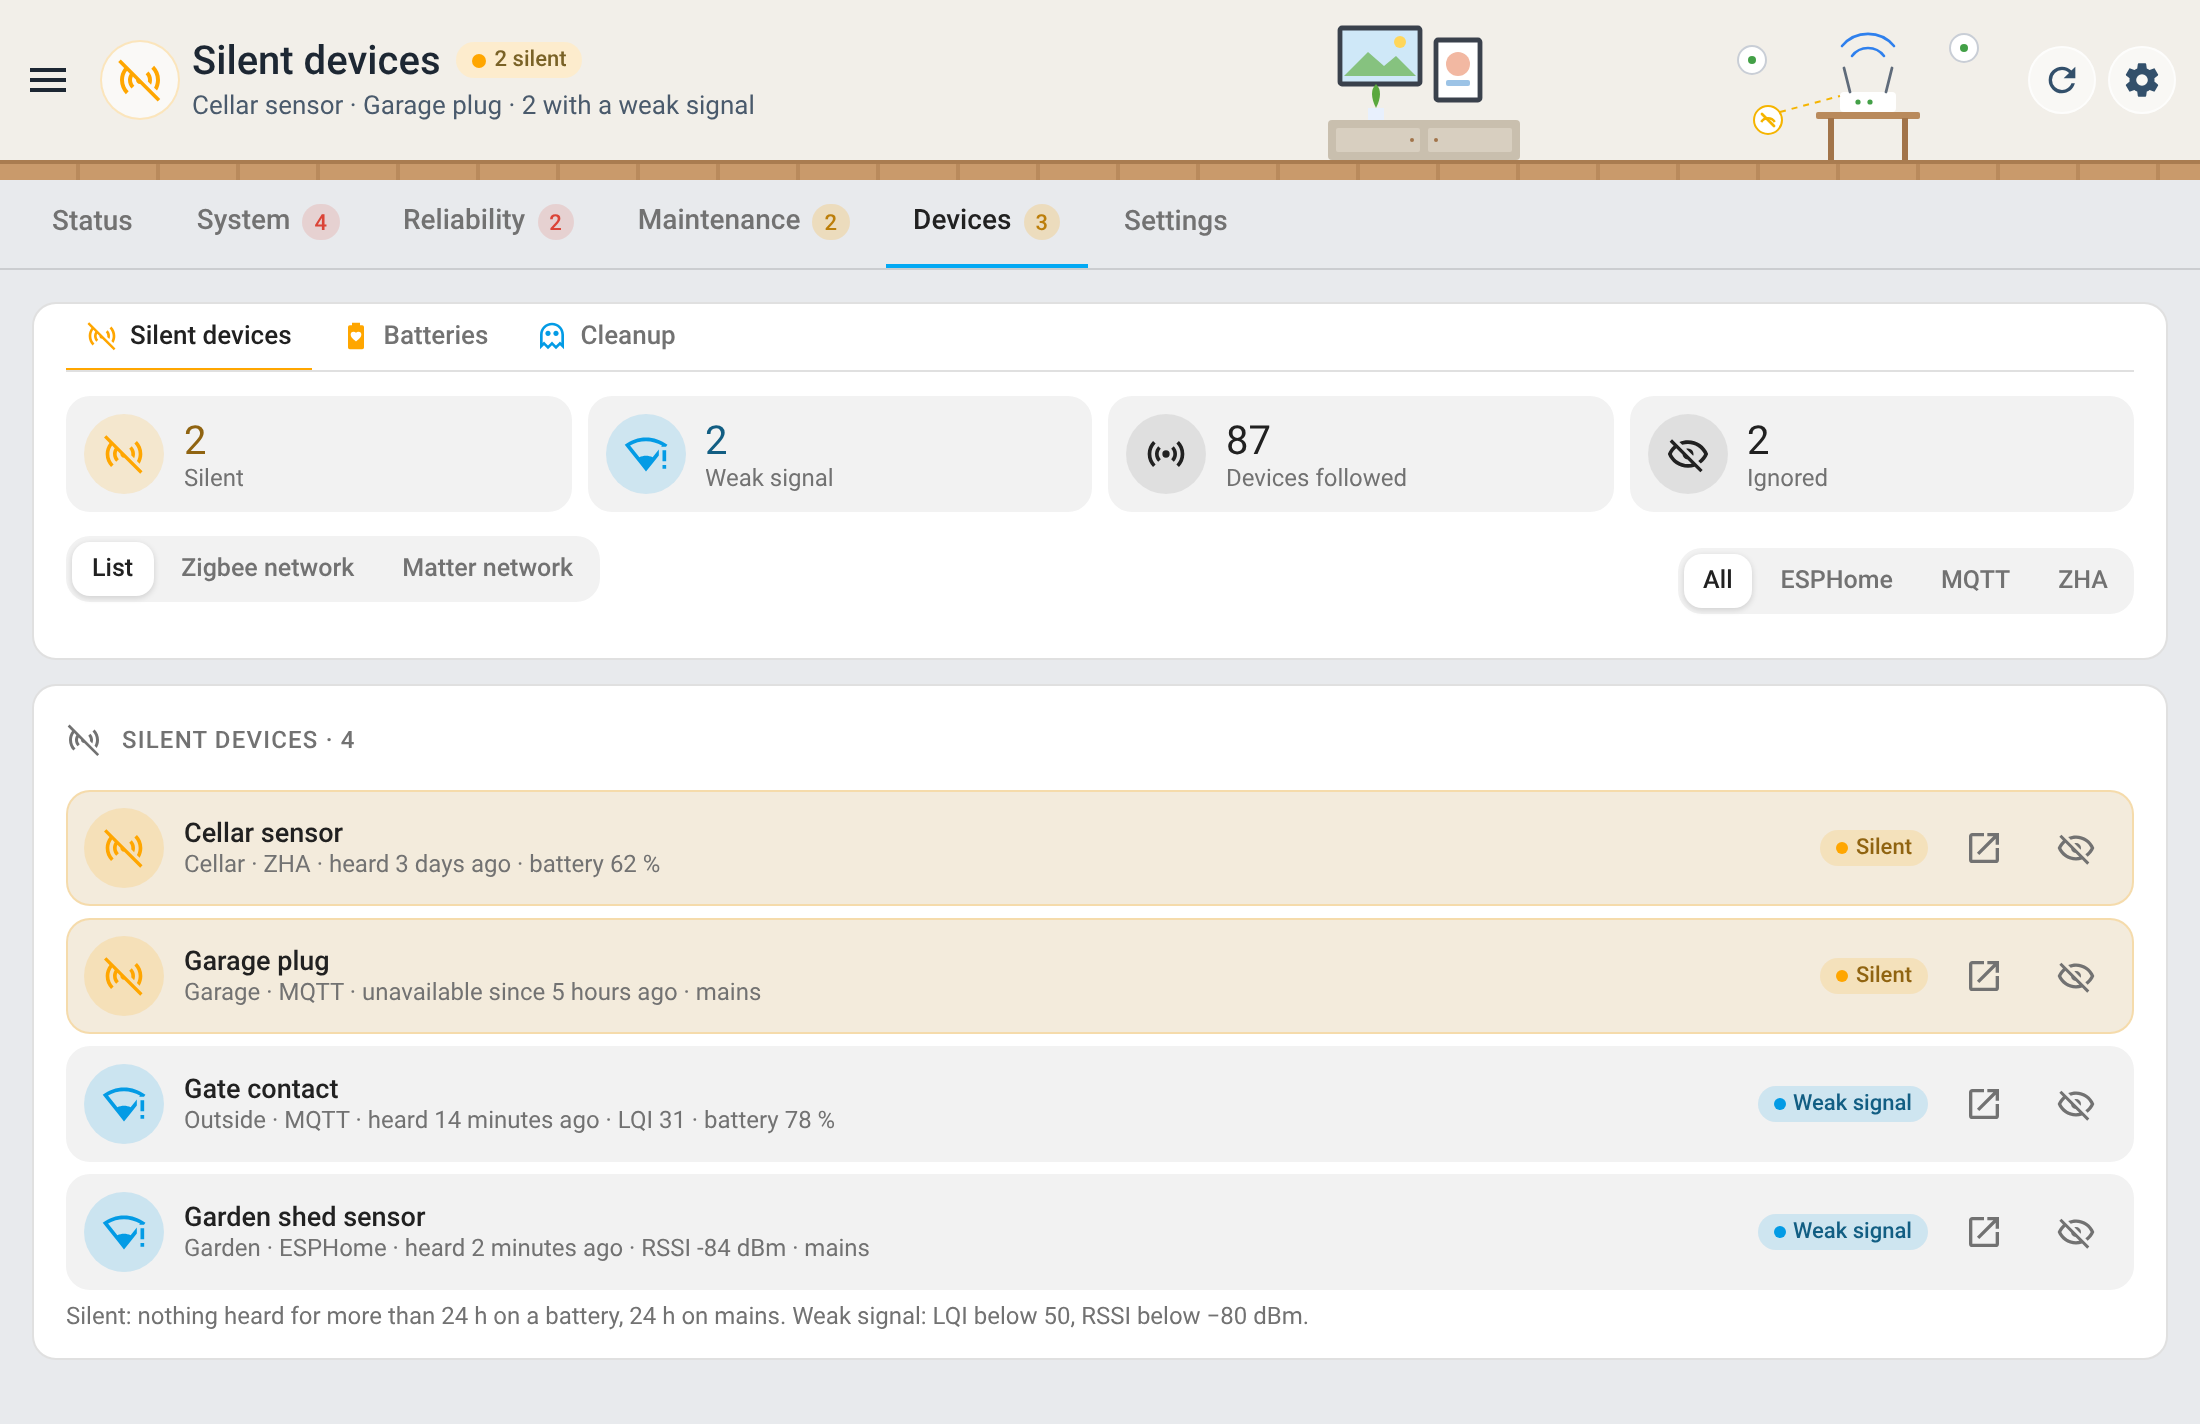 Silent devices
2 silent
Cellar sensor · Garage plug · 2 with a weak signal
Status
System 4
Reliability 2
Maintenance 2
Devices 3
Settings
Silent devices
Batteries
Cleanup
2
Silent
2
Weak signal
87
Devices followed
2
Ignored
List
Zigbee network
Matter network
All
ESPHome
MQTT
ZHA
SILENT DEVICES · 4
Cellar sensor
Cellar · ZHA · heard 3 days ago · battery 62 %
Silent
Garage plug
Garage · MQTT · unavailable since 5 hours ago · mains
Silent
Gate contact
Outside · MQTT · heard 14 minutes ago · LQI 31 · battery 78 %
Weak signal
Garden shed sensor
Garden · ESPHome · heard 2 minutes ago · RSSI -84 dBm · mains
Weak signal
Silent: nothing heard for more than 24 h on a battery, 24 h on mains. Weak signal: LQI below 50, RSSI below −80 dBm.